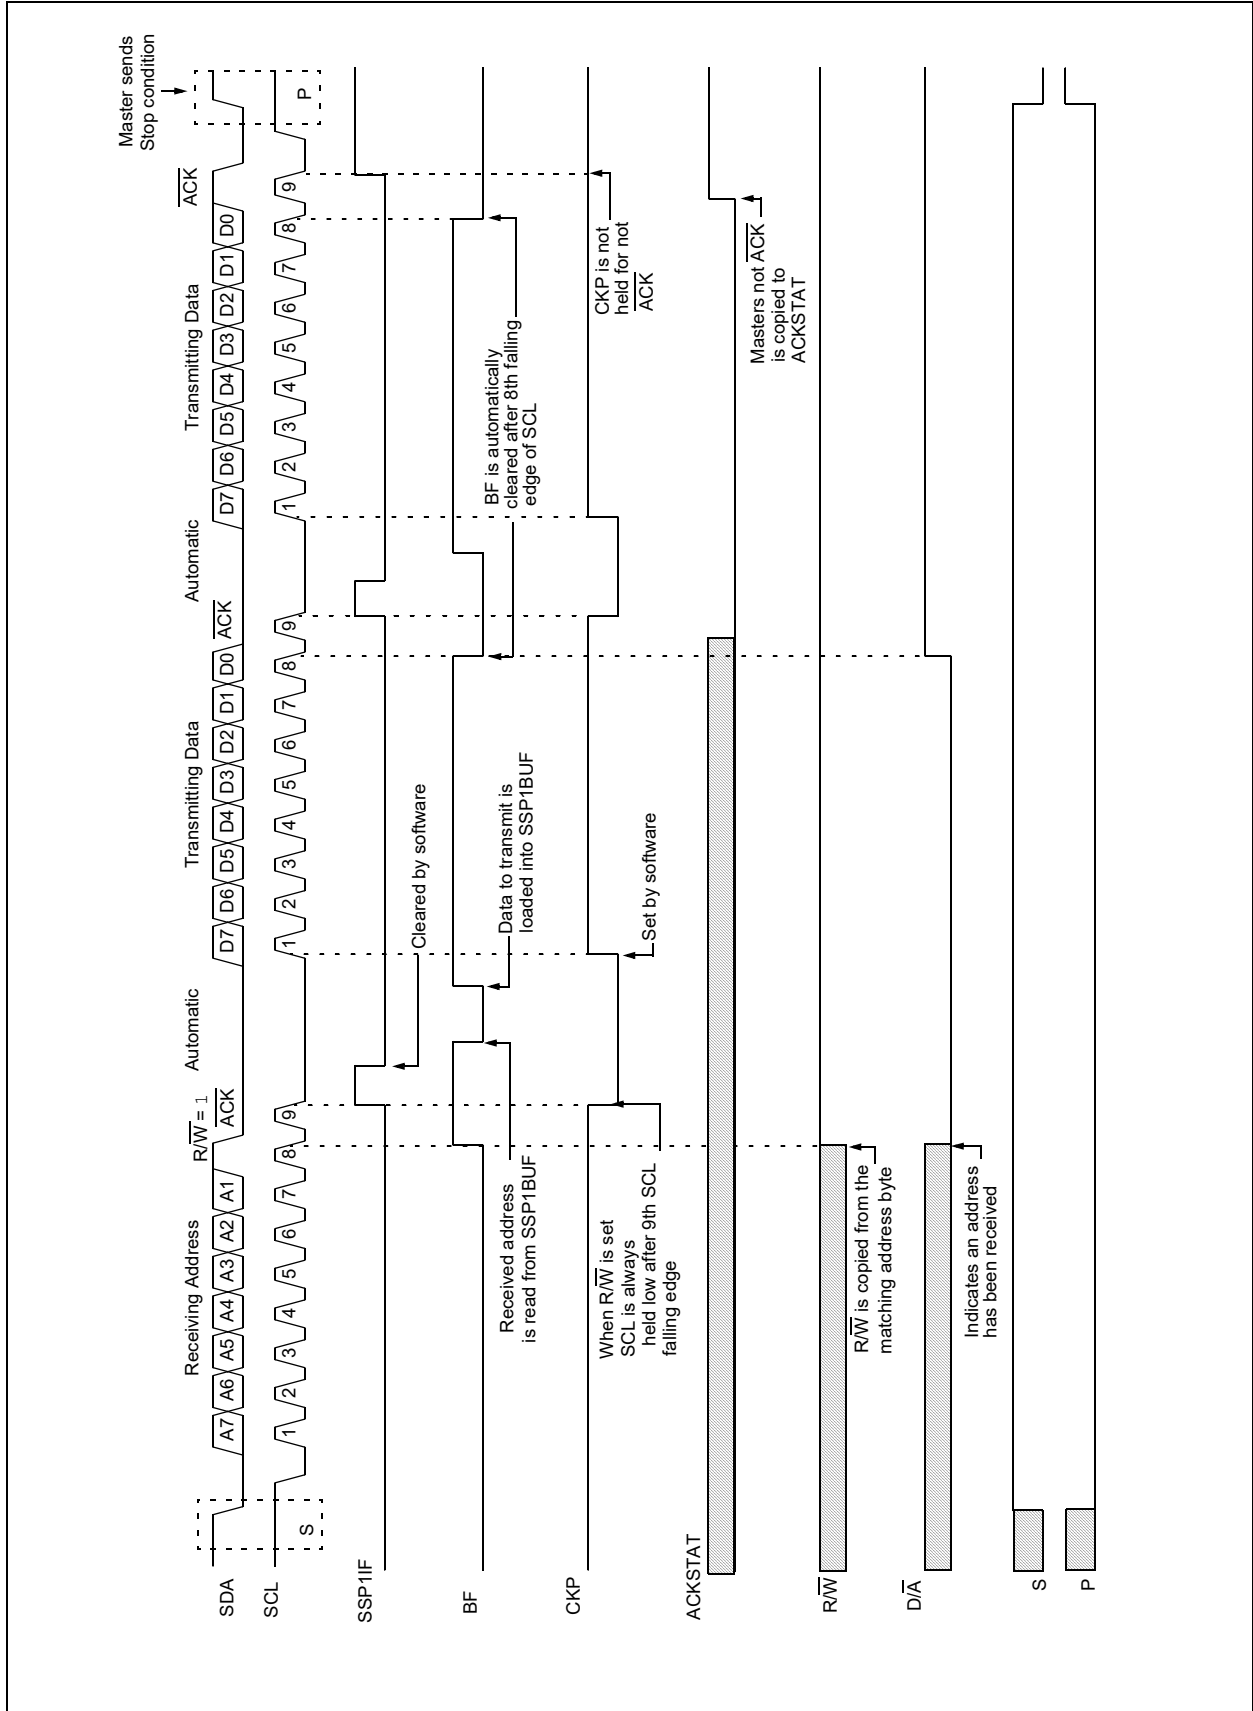 Master sends
Stop condition
R/W = 1
Receiving Address
ACK
Automatic
Transmitting Data
ACK
Automatic
Transmitting Data
ACK
SDA
A7 A6 A5 A4 A3 A2 A1
D7 D6 D5 D4 D3 D2 D1 D0
D7 D6 D5 D4 D3 D2 D1 D0
SCL
S
1 2 3 4 5 6 7 8 9
1 2 3 4 5 6 7 8 9
1 2 3 4 5 6 7 8 9
P
SSP1IF
Cleared by software
BF
BF is automatically
cleared after 8th falling
edge of SCL
Received address
is read from SSP1BUF
Data to transmit is
loaded into SSP1BUF
CKP
When R/W is set
SCL is always
held low after 9th SCL
falling edge
Set by software
CKP is not
held for not
ACK
ACKSTAT
Masters not ACK
is copied to
ACKSTAT
R/W
R/W is copied from the
matching address byte
D/A
Indicates an address
has been received
S
P